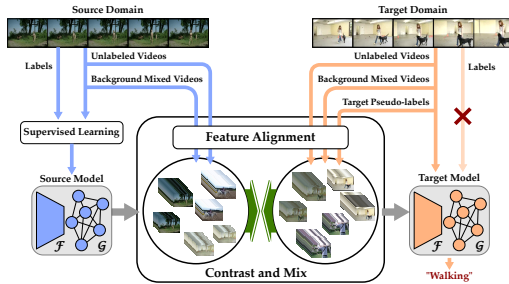 Source Domain
Target Domain
Labels
Unlabeled Videos
Background Mixed Videos
Unlabeled Videos
Background Mixed Videos
Target Pseudo-labels
Labels
Supervised Learning
Feature Alignment
Source Model
Target Model
ℱ
𝒢
ℱ
𝒢
Contrast and Mix
"Walking"